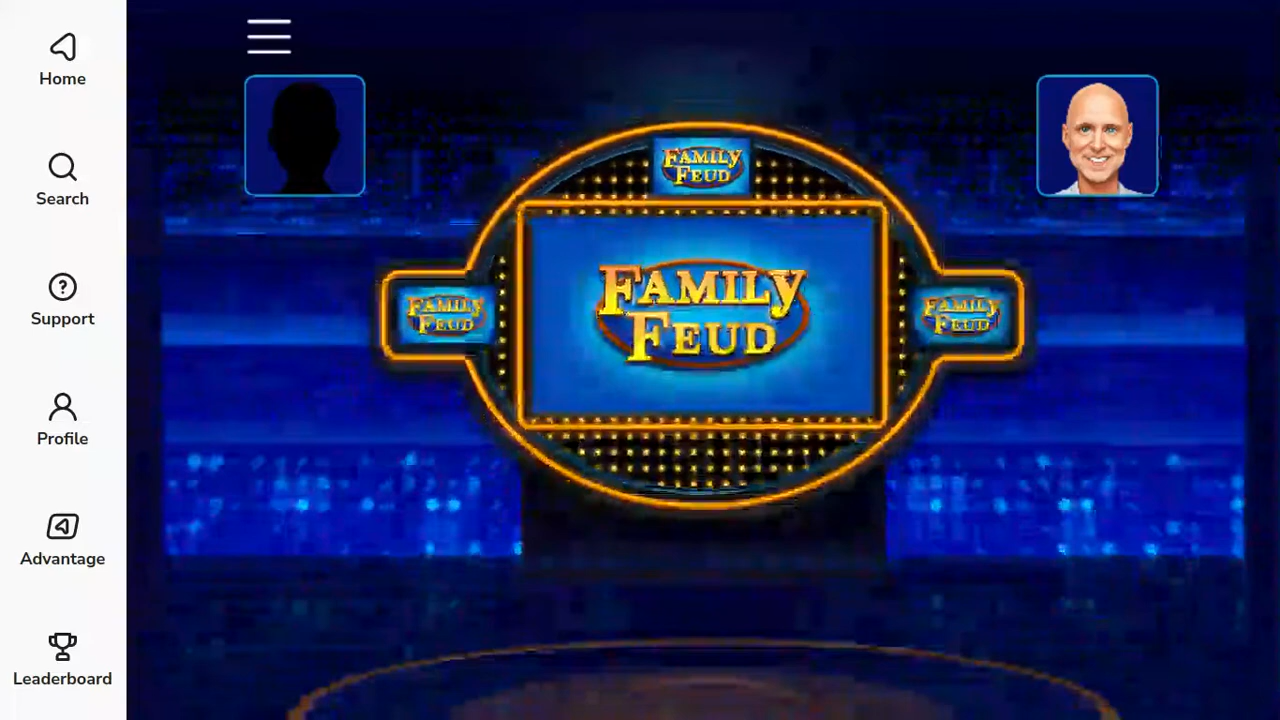 Home
Search
Support
Profile
Advantage
Leaderboard
FAMILY
FEUD
FAMILY
FEUD
FAMILY
FEUD
FAMILY
FEUD